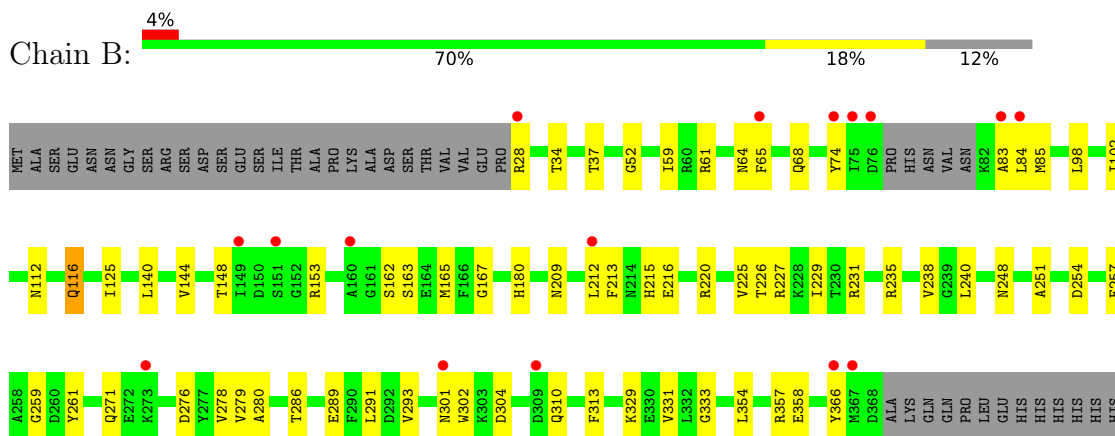 4%
Chain B:
70% 18% 12%
MET ALA SER GLU ASN ASN GLY SER ARG SER ASP SER GLU SER ILE THR ALA PRO LYS ALA ASP SER THR VAL VAL GLU PRO R28 T34 T37 G52 I59 R60 R61 N64 F65 Q68 Y74 I75 D76 PRO HIS ASN VAL ASN K82 A83 L84 M85 L98 I102
N112 Q116 I125 L140 V144 T148 I149 D150 S151 G152 R153 A160 G161 S162 S163 E164 M165 F166 G167 H180 N209 L212 F213 N214 H215 E216 R220 V225 T226 R227 K228 I229 T230 R231 R235 V238 G239 L240 N248 A251 D254 E257
A258 G259 D260 Y261 Q271 E272 K273 D276 Y277 V278 V279 A280 T286 E289 F290 L291 D292 V293 N301 W302 K303 D304 D309 Q310 F313 K329 E330 V331 L332 G333 L354 R357 E358 Y366 M367 D368 ALA LYS GLN GLN PRO LEU GLU HIS HIS HIS HIS HIS HIS